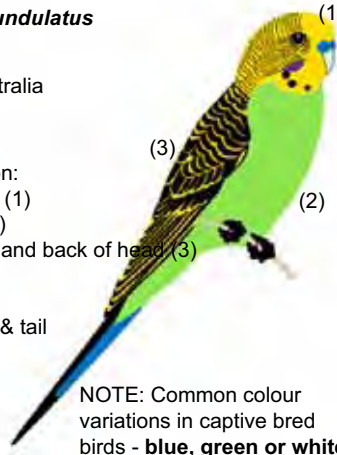 undulatus
(1
tralia
(3)
on:
(1)
(2)
)
and back of head (3)
& tail
NOTE: Common colour
variations in captive bred
birds - blue, green or white